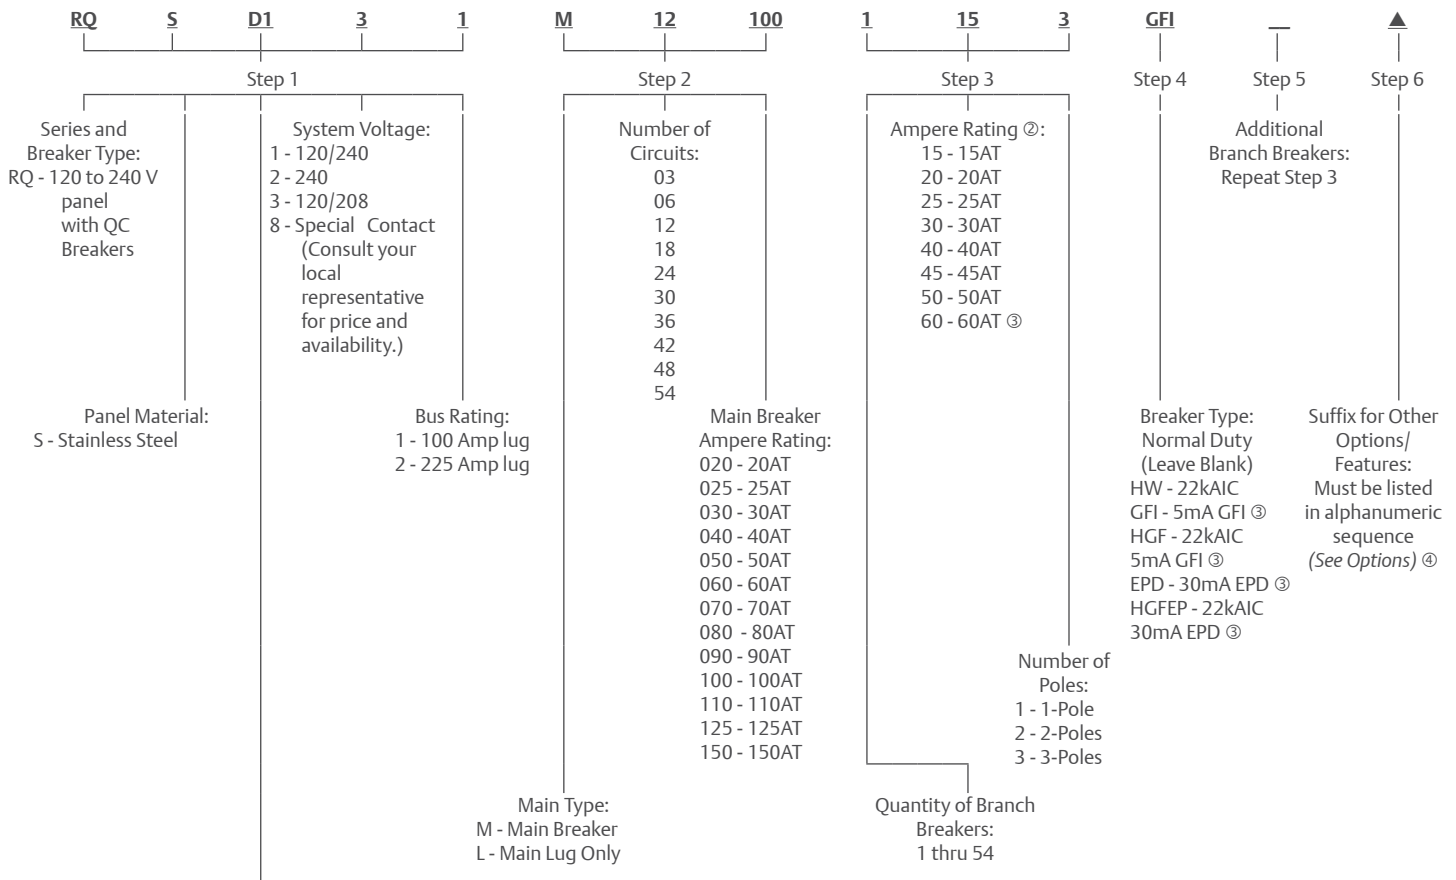 RQ S D1 3 1 M 12 100 1 15 3 GFI __ ▲
Step 1 Step 2 Step 3 Step 4 Step 5 Step 6
Series and
Breaker Type:
RQ - 120 to 240 V
panel
with QC
Breakers
System Voltage:
1 - 120/240
2 - 240
3 - 120/208
8 - Special Contact
(Consult your
local
representative
for price and
availability.)
Number of
Circuits:
03
06
12
18
24
30
36
42
48
54
Ampere Rating ②:
15 - 15AT
20 - 20AT
25 - 25AT
30 - 30AT
40 - 40AT
45 - 45AT
50 - 50AT
60 - 60AT ③
Additional
Branch Breakers:
Repeat Step 3
Panel Material:
S - Stainless Steel
Bus Rating:
1 - 100 Amp lug
2 - 225 Amp lug
Main Breaker
Ampere Rating:
020 - 20AT
025 - 25AT
030 - 30AT
040 - 40AT
050 - 50AT
060 - 60AT
070 - 70AT
080 - 80AT
090 - 90AT
100 - 100AT
110 - 110AT
125 - 125AT
150 - 150AT
Breaker Type:
Normal Duty
(Leave Blank)
HW - 22kAIC
GFI - 5mA GFI ③
HGF - 22kAIC
5mA GFI ③
EPD - 30mA EPD ③
HGFEP - 22kAIC
30mA EPD ③
Suffix for Other
Options/
Features:
Must be listed
in alphanumeric
sequence
(See Options) ④
Number of
Poles:
1 - 1-Pole
2 - 2-Poles
3 - 3-Poles
Main Type:
M - Main Breaker
L - Main Lug Only
Quantity of Branch
Breakers:
1 thru 54